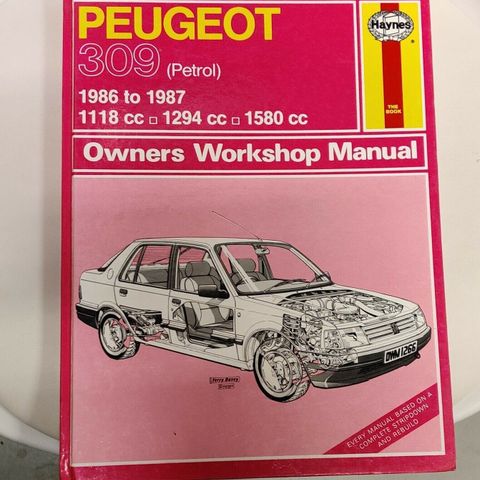 PEUGEOT
309 (Petrol)
1986 to 1987
1118 cc □ 1294 cc □ 1580 cc
Haynes
THE
BOOK
Owners Workshop Manual
EVERY MANUAL BASED ON A
COMPLETE STRIPDOWN
AND REBUILD